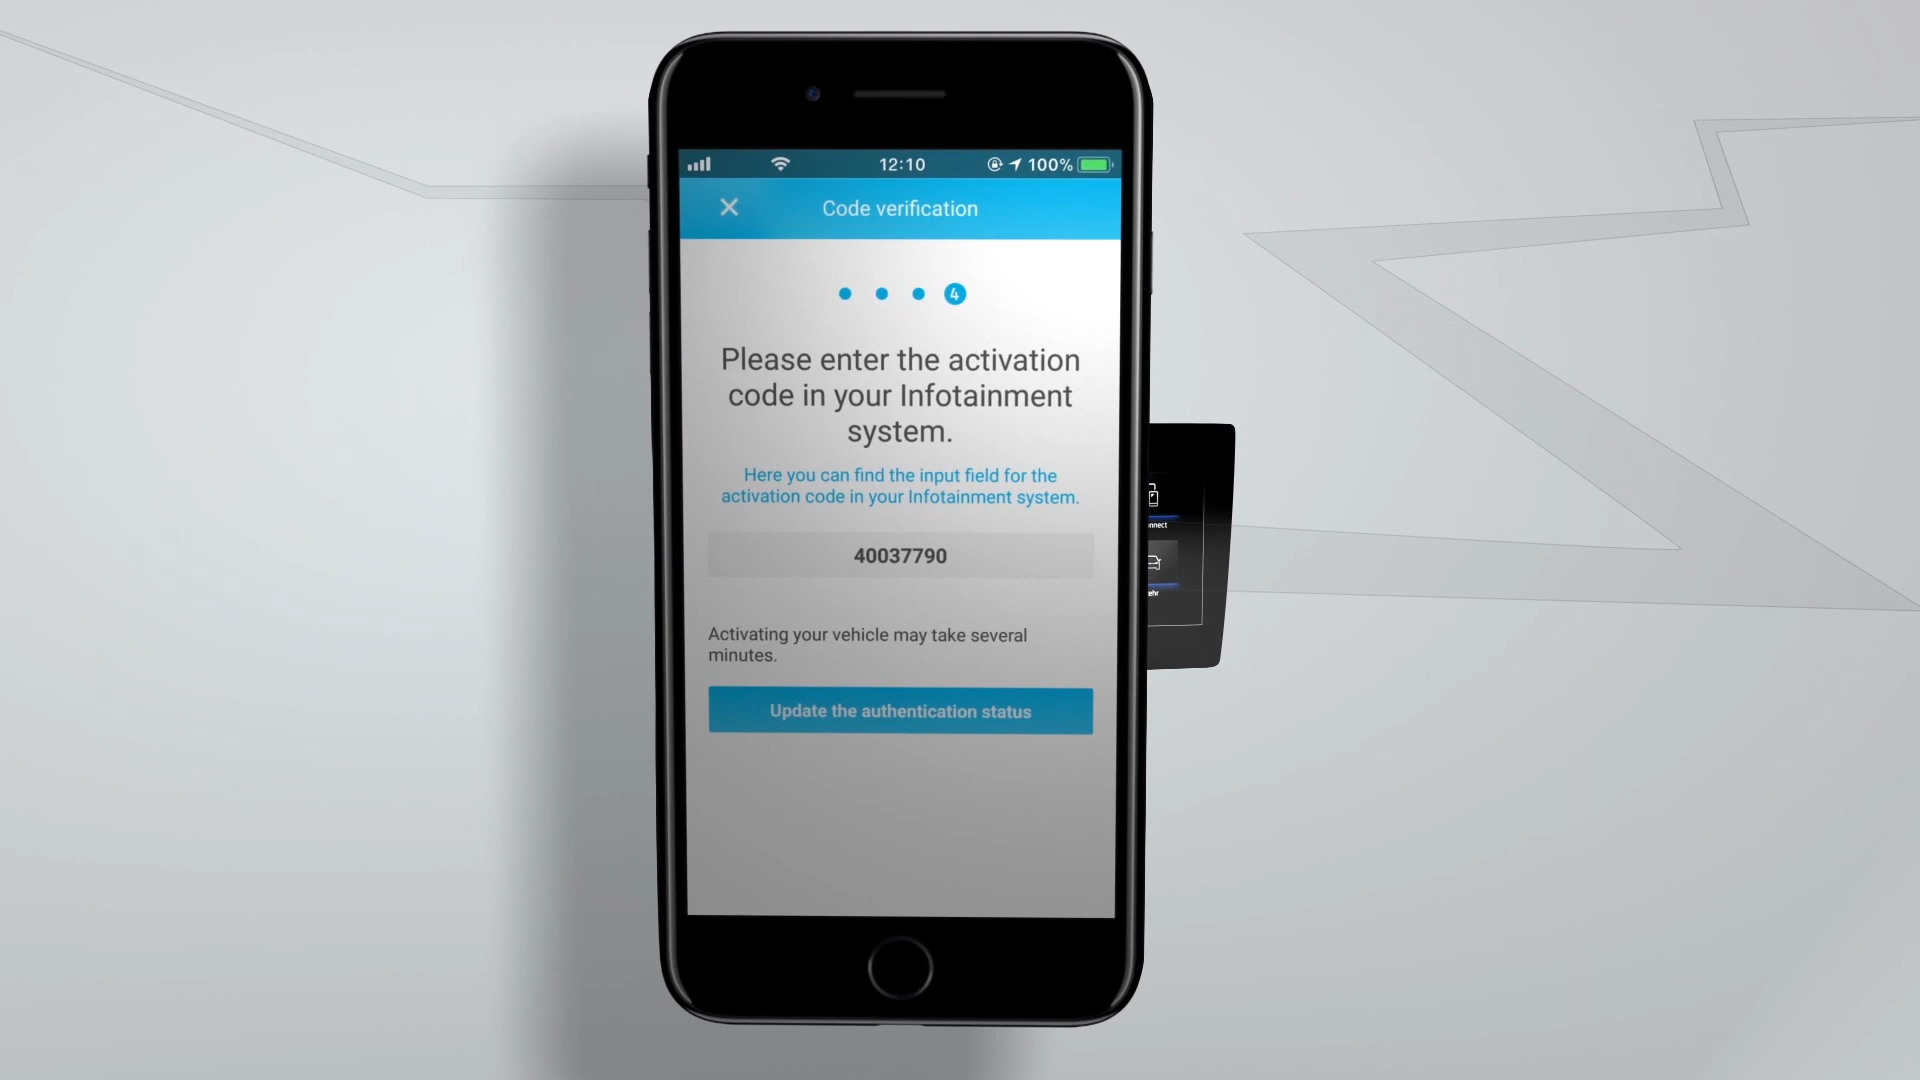 12:10
100%
Code verification
4
Please enter the activation
code in your Infotainment
system.
Here you can find the input field for the
activation code in your Infotainment system.
40037790
Activating your vehicle may take several
minutes.
Update the authentication status